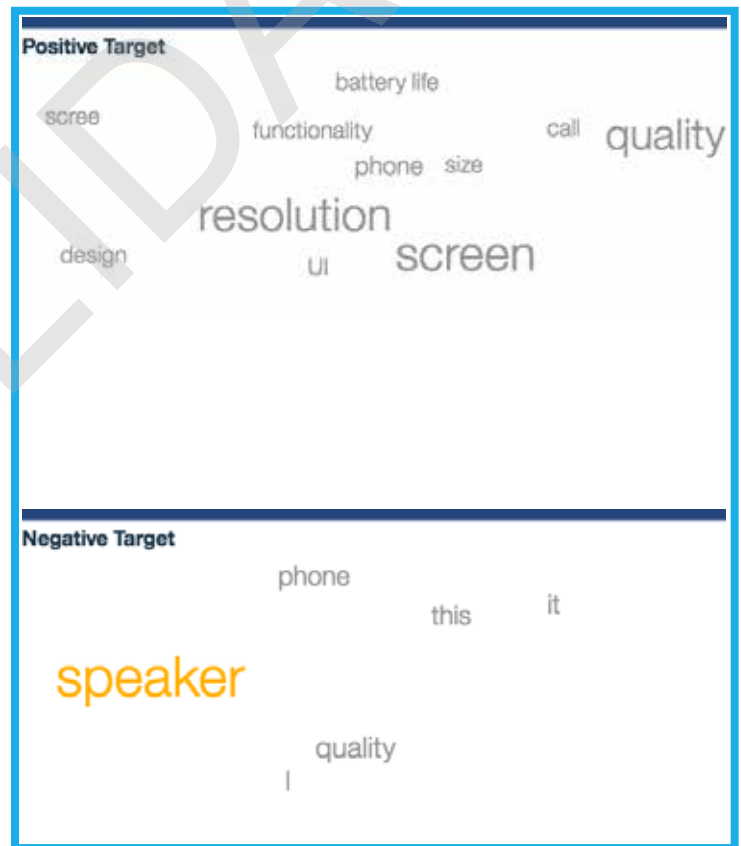 Positive Target
battery life
scree
functionality
call quality
phone size
resolution
design UI screen
Negative Target
phone
this it
speaker
quality
I